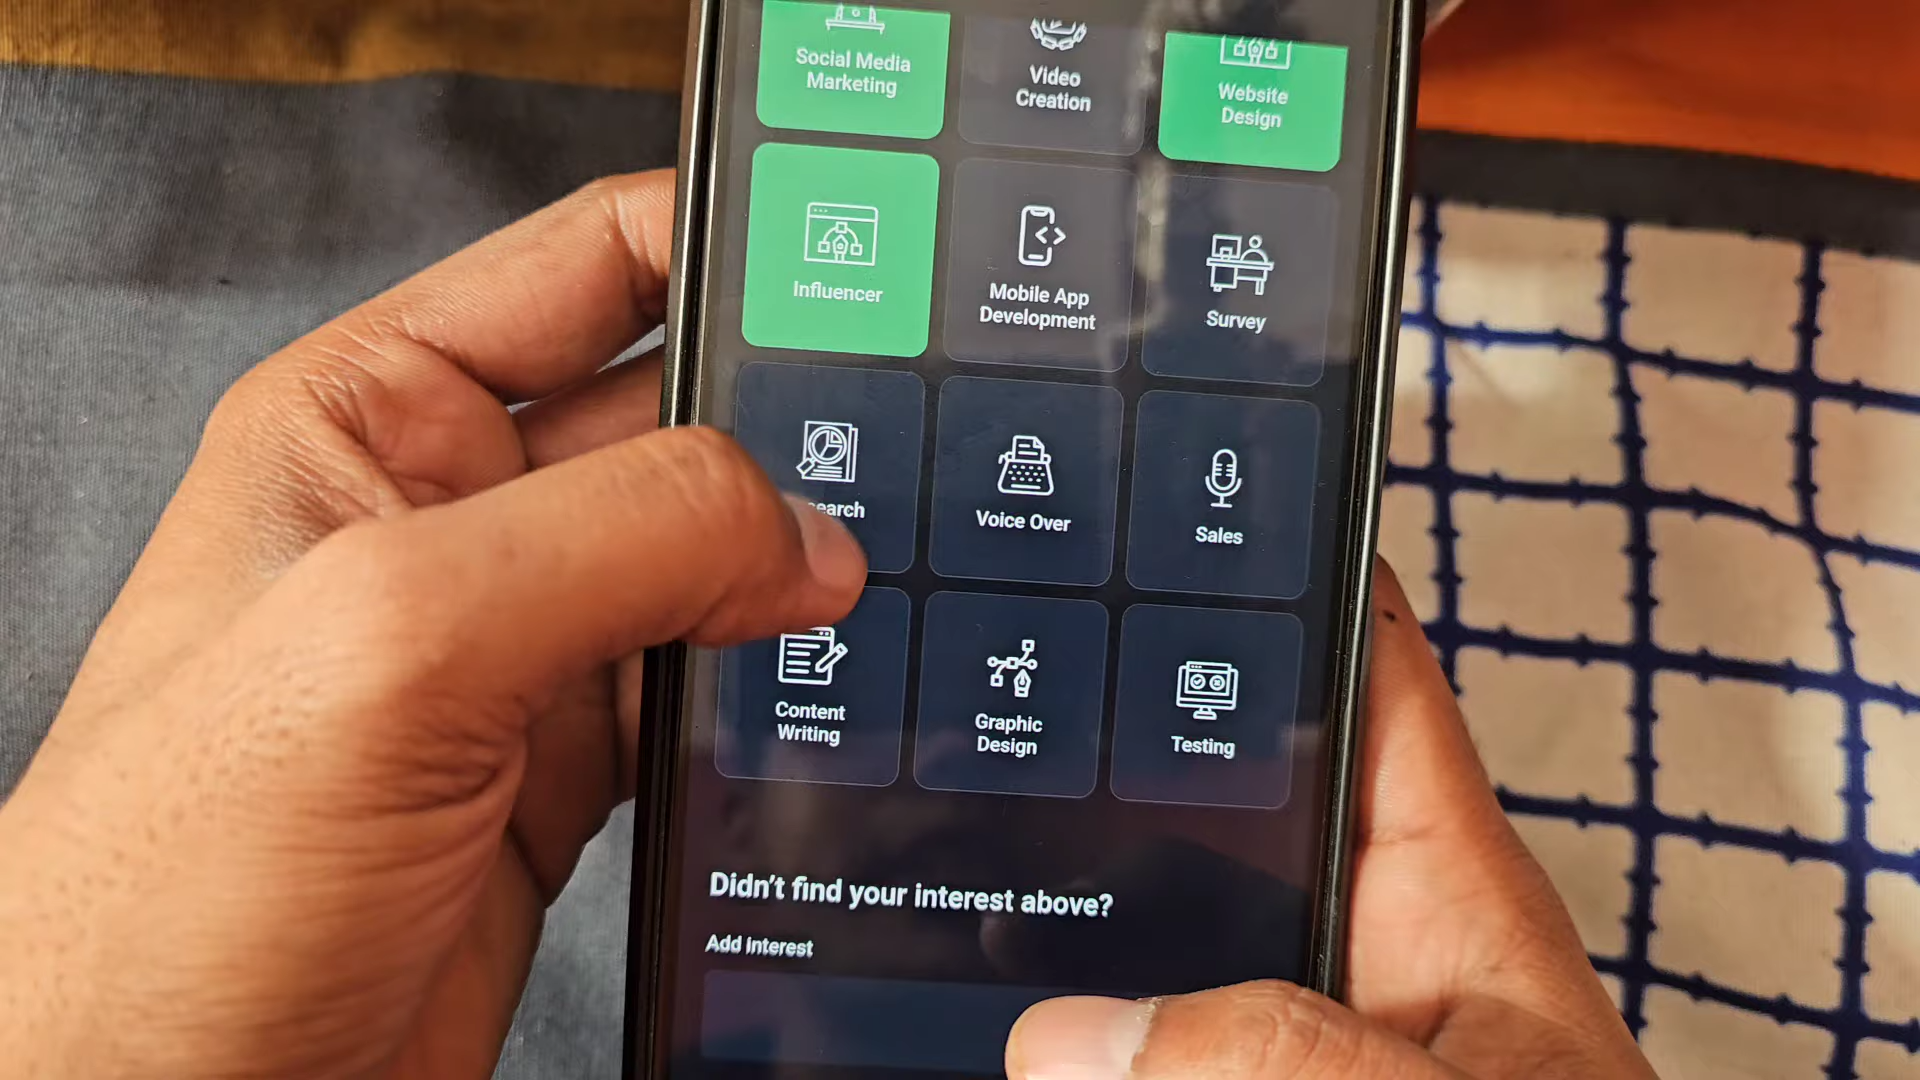 Social Media
Marketing
Video
Creation
Website
Design
Influencer
Mobile App
Development
Survey
Voice Over
Sales
Content
Writing
Graphic
Design
Testing
Didn't find your interest above?
Add interest